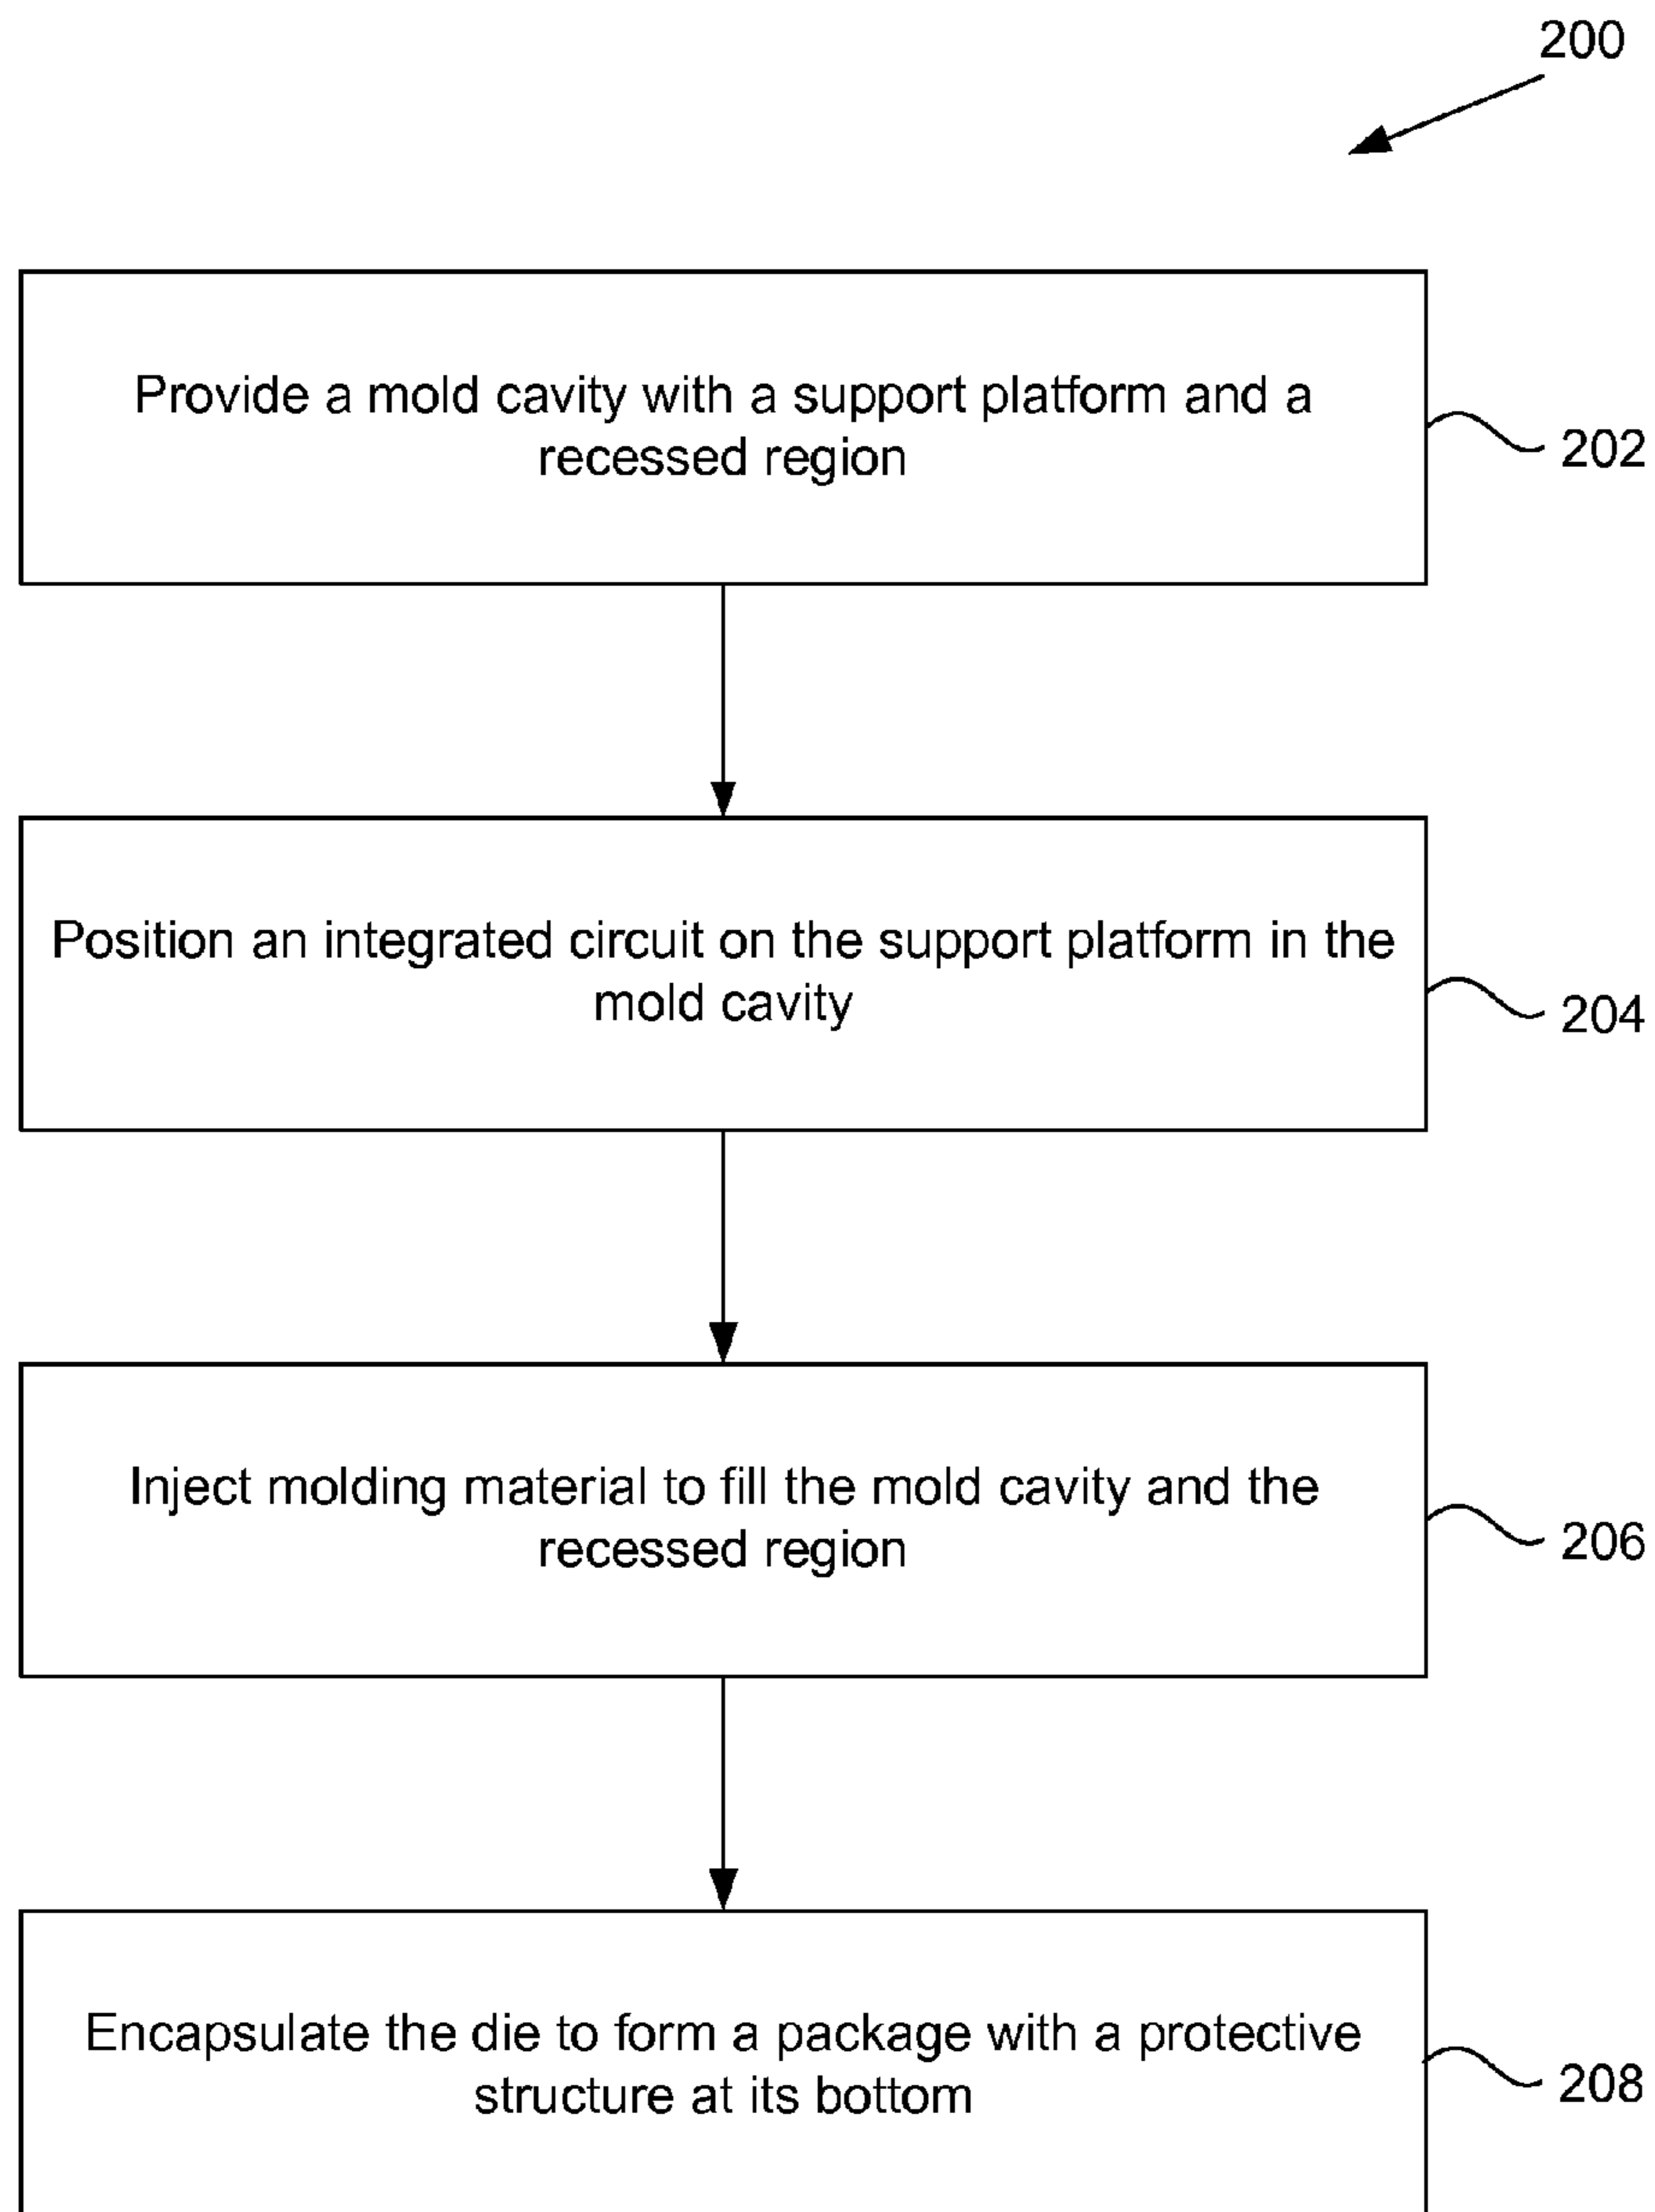 200
Provide a mold cavity with a support platform and a
recessed region
202
Position an integrated circuit on the support platform in the
mold cavity
204
Inject molding material to fill the mold cavity and the
recessed region
206
Encapsulate the die to form a package with a protective
structure at its bottom
208